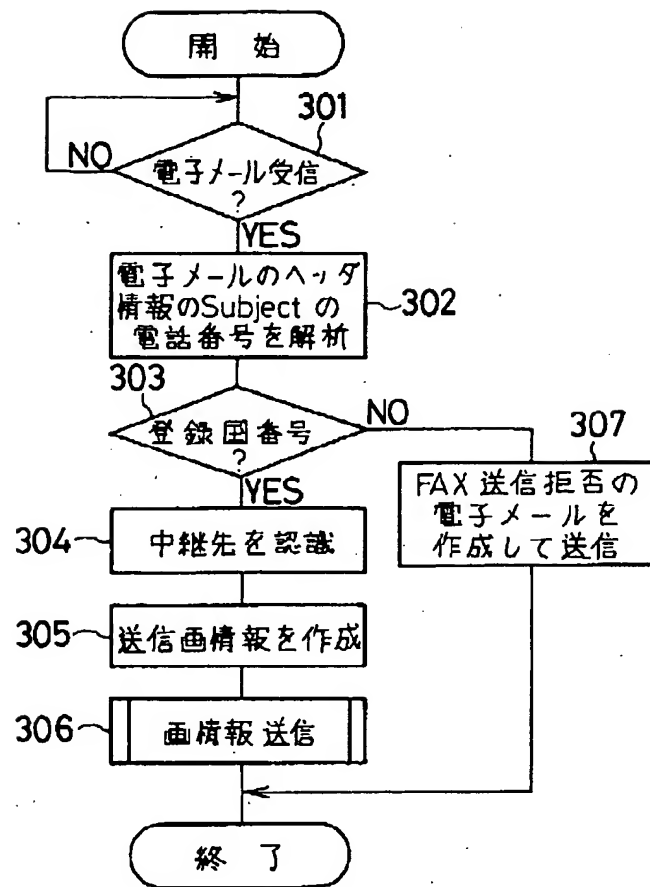 開始
301
NO
電子メール受信
?
YES
電子メールのヘッダ
情報のSubjectの
電話番号を解析
302
303
登録国番号
?
NO
YES
307
FAX送信拒否の
電子メールを
作成して送信
304
中継先を認識
305
送信画情報を作成
306
画情報送信
終了